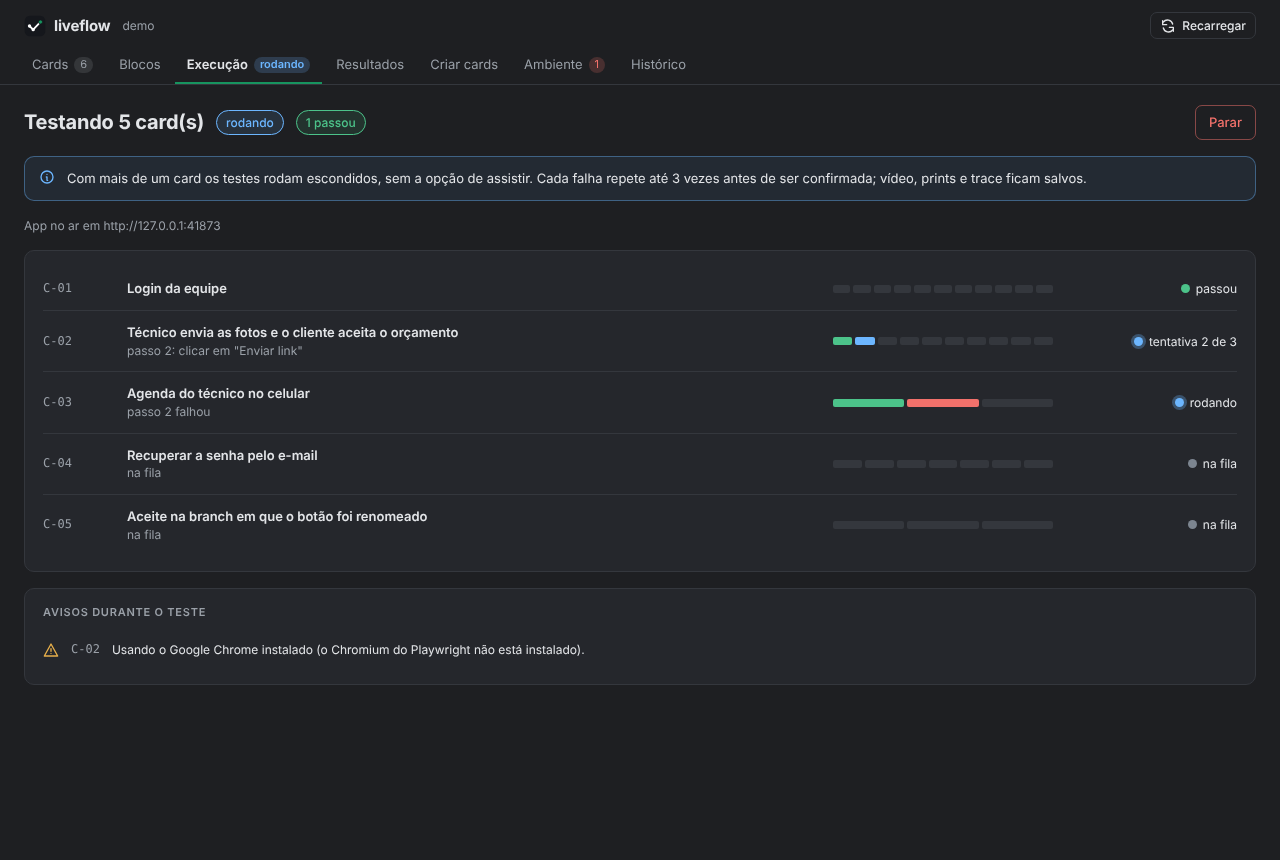 liveflow demo
Recarregar
Cards 6 Blocos Execução rodando Resultados Criar cards Ambiente 1 Histórico
Testando 5 card(s) rodando 1 passou
Parar
Com mais de um card os testes rodam escondidos, sem a opção de assistir. Cada falha repete até 3 vezes antes de ser confirmada; vídeo, prints e trace ficam salvos.
App no ar em http://127.0.0.1:41873
C-01 Login da equipe passou
C-02 Técnico envia as fotos e o cliente aceita o orçamento
passo 2: clicar em "Enviar link"
tentativa 2 de 3
C-03 Agenda do técnico no celular
passo 2 falhou
rodando
C-04 Recuperar a senha pelo e-mail
na fila
na fila
C-05 Aceite na branch em que o botão foi renomeado
na fila
na fila
AVISOS DURANTE O TESTE
C-02 Usando o Google Chrome instalado (o Chromium do Playwright não está instalado).